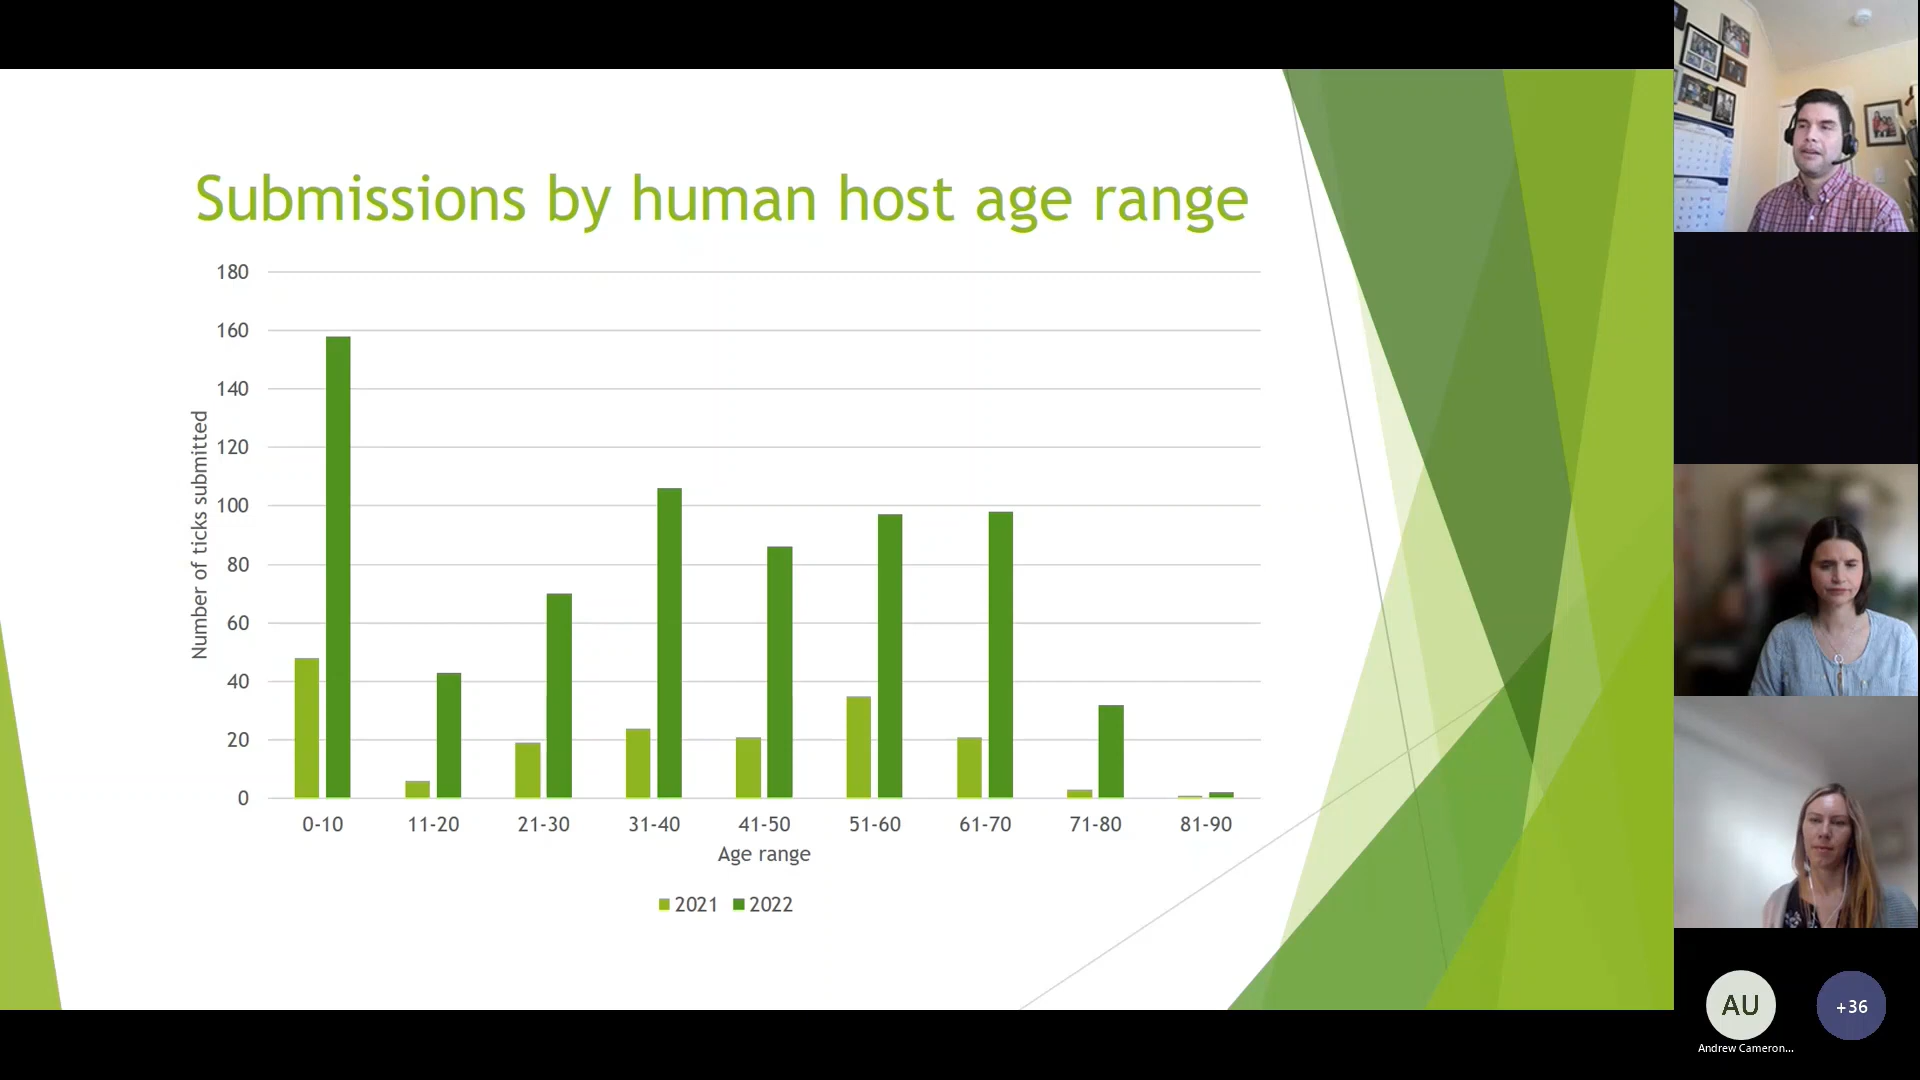 Submissions by human host age range
180
160
140
120
100
80
60
40
20
0
Number of ticks submitted
0-10 11-20 21-30 31-40 41-50 51-60 61-70 71-80 81-90
Age range
2021 2022
AU
+36
Andrew Cameron...